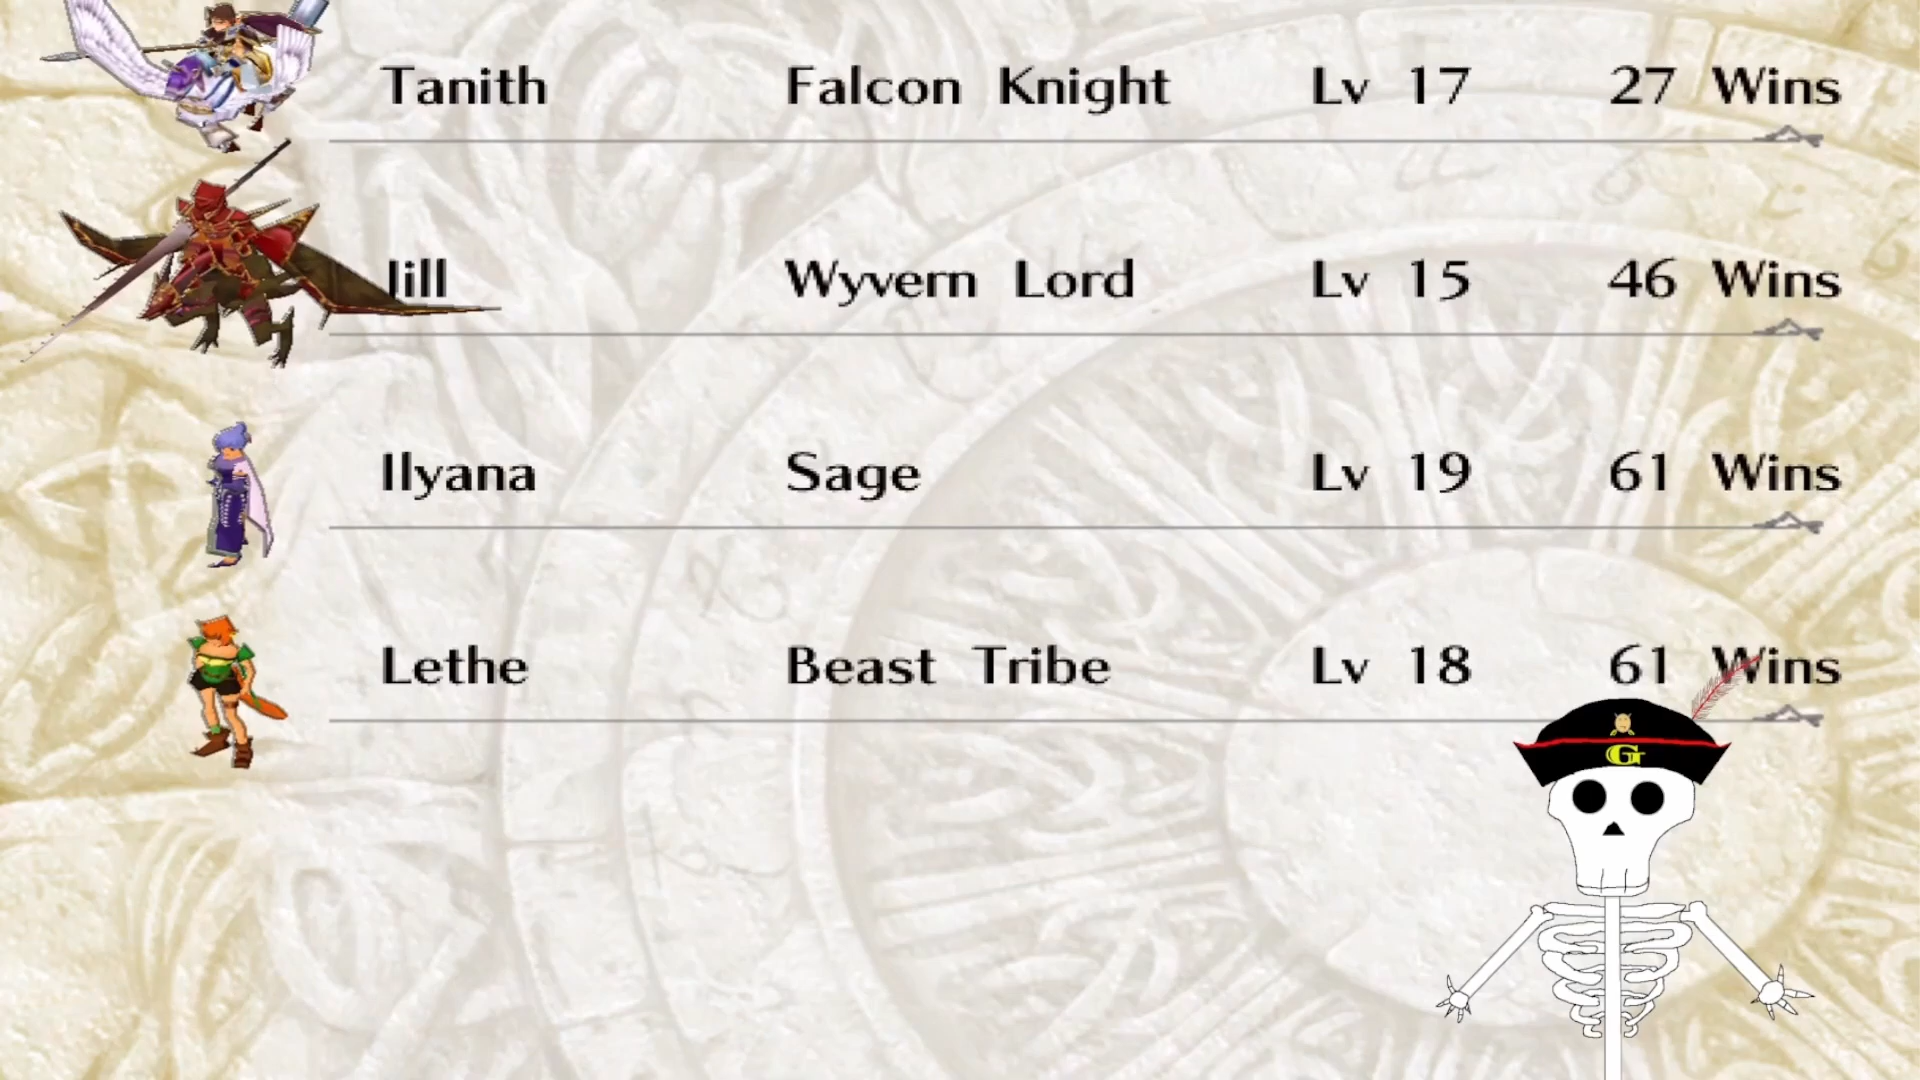 Tanith Falcon Knight Lv 17 27 Wins
Jill Wyvern Lord Lv 15 46 Wins
Ilyana Sage Lv 19 61 Wins
Lethe Beast Tribe Lv 18 61 Wins
G